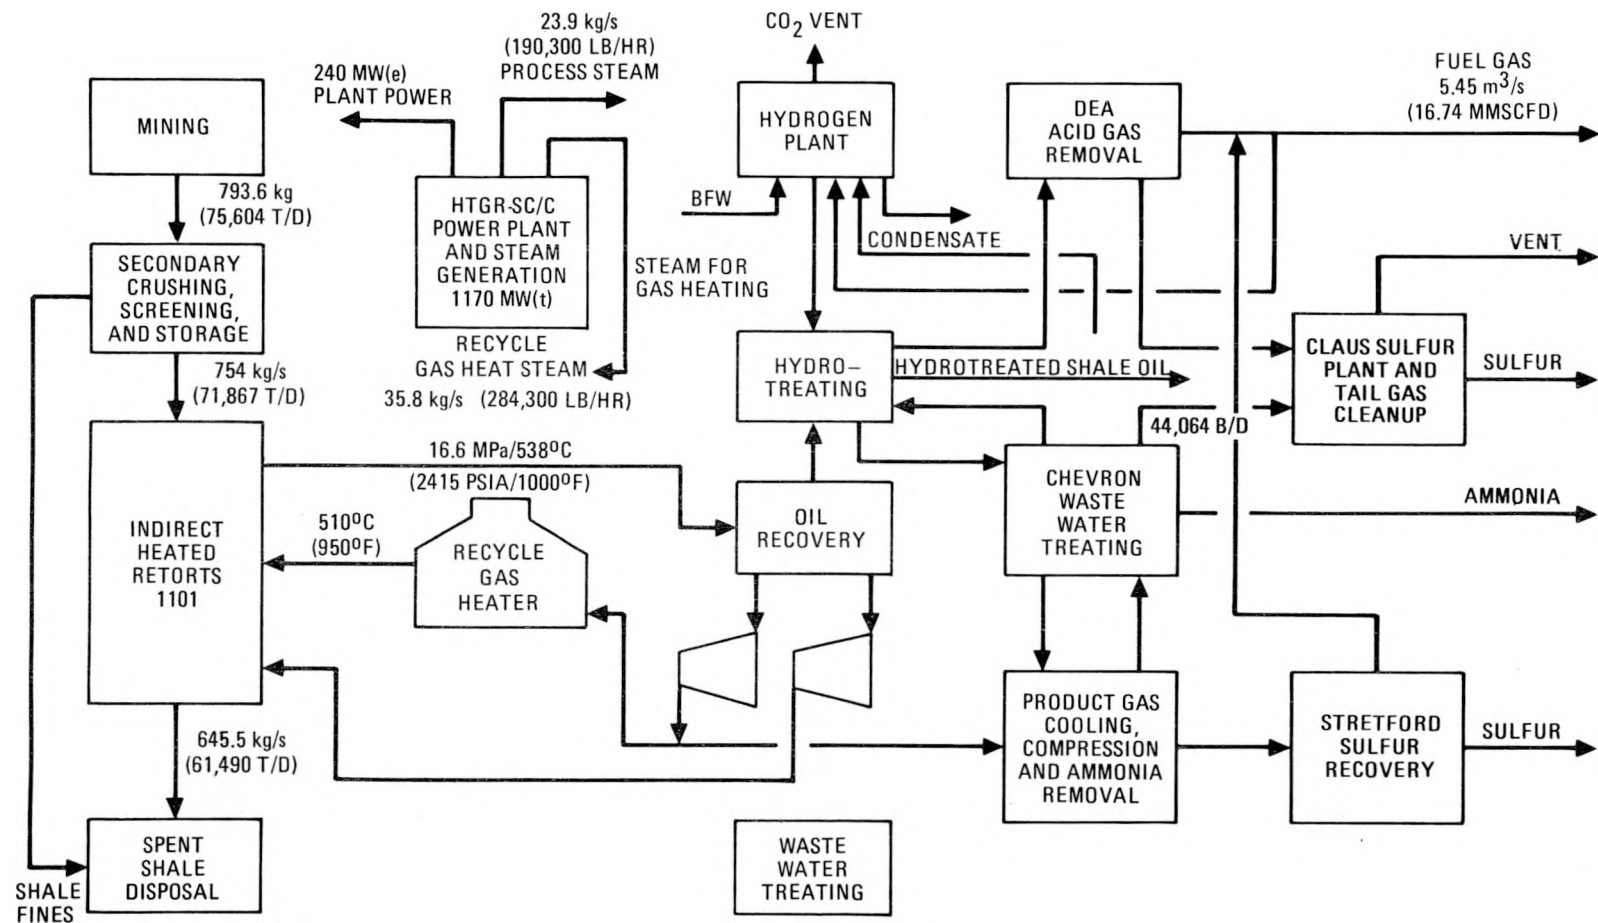 23.9 kg/s
(190,300 LB/HR)
PROCESS STEAM
240 MW(e)
PLANT POWER
CO2 VENT
FUEL GAS
5.45 m3/s
(16.74 MMSCFD)
MINING
HYDROGEN
PLANT
DEA
ACID GAS
REMOVAL
793.6 kg
(75,604 T/D)
HTGR-SC/C
POWER PLANT
AND STEAM
GENERATION
1170 MW(t)
BFW
CONDENSATE
VENT
SECONDARY
CRUSHING,
SCREENING,
AND STORAGE
STEAM FOR
GAS HEATING
RECYCLE
GAS HEAT STEAM
35.8 kg/s (284,300 LB/HR)
754 kg/s
(71,867 T/D)
HYDRO-
TREATING
HYDROTREATED SHALE OIL
44,064 B/D
CLAUS SULFUR
PLANT AND
TAIL GAS
CLEANUP
SULFUR
INDIRECT
HEATED
RETORTS
1101
16.6 MPa/538°C
(2415 PSIA/1000°F)
510°C
(950°F)
RECYCLE
GAS
HEATER
OIL
RECOVERY
CHEVRON
WASTE
WATER
TREATING
AMMONIA
645.5 kg/s
(61,490 T/D)
PRODUCT GAS
COOLING,
COMPRESSION
AND AMMONIA
REMOVAL
STRETFORD
SULFUR
RECOVERY
SULFUR
SPENT
SHALE
DISPOSAL
SHALE
FINES
WASTE
WATER
TREATING